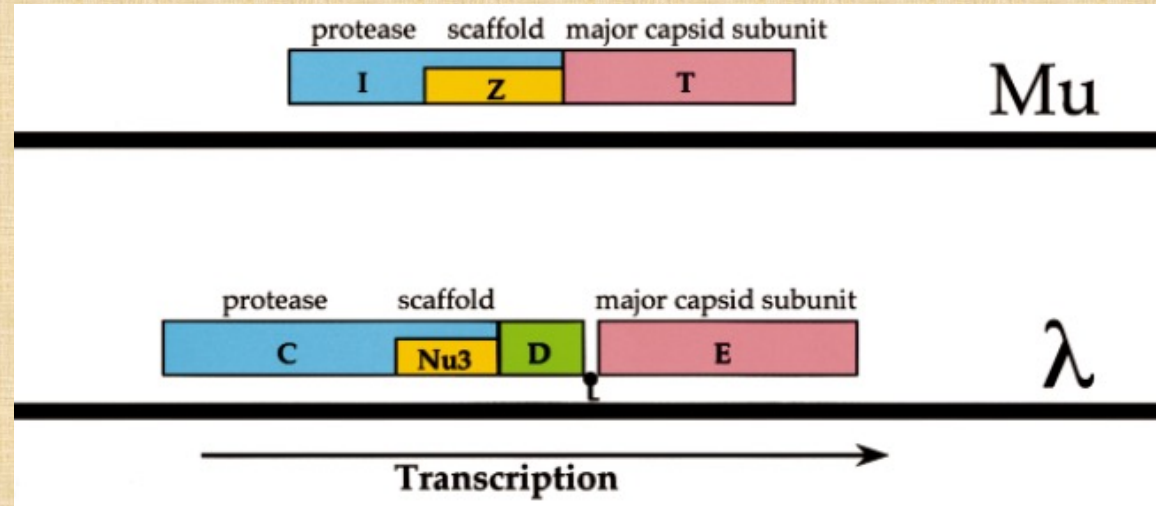 protease scaffold major capsid subunit
I Z T
Mu
protease scaffold major capsid subunit
C Nu3 D E
t
λ
Transcription